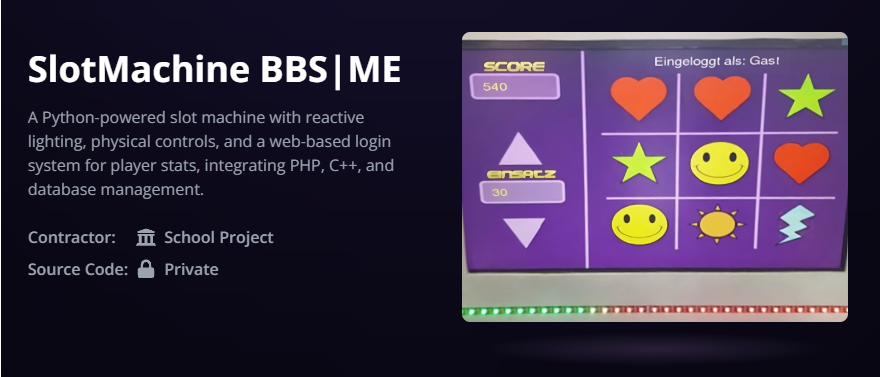 SlotMachine BBS|ME
A Python-powered slot machine with reactive
lighting, physical controls, and a web-based login
system for player stats, integrating PHP, C++, and
database management.
Contractor: School Project
Source Code: Private
Eingeloggt als: Gast
SCORE
540
EINSATZ
30